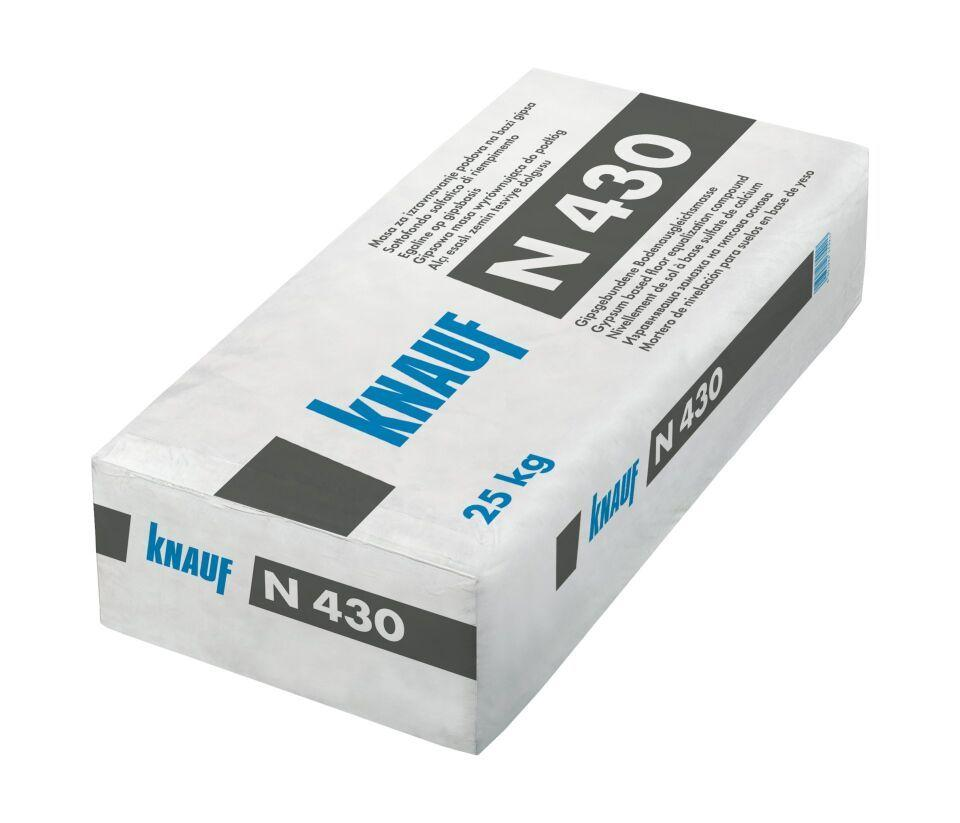 Masa za izravnavanje podova na bazi gipsa
Sottofondo solfatico di riempimento
Egaline op gipsbasis
Gipsowa masa wyrównująca do podłóg
Alçı esaslı zemin tesviye dolgusu
N 430
Gipsgebundene Bodenausgleichsmasse
Gypsum based floor equalization compound
Nivellement de sol à base sulfate de calcium
Изравняваща замазка на гипсова основа
Mortero de nivelación para suelos en base de yeso
KNAUF
25 kg
KNAUF N 430
KNAUF N 430